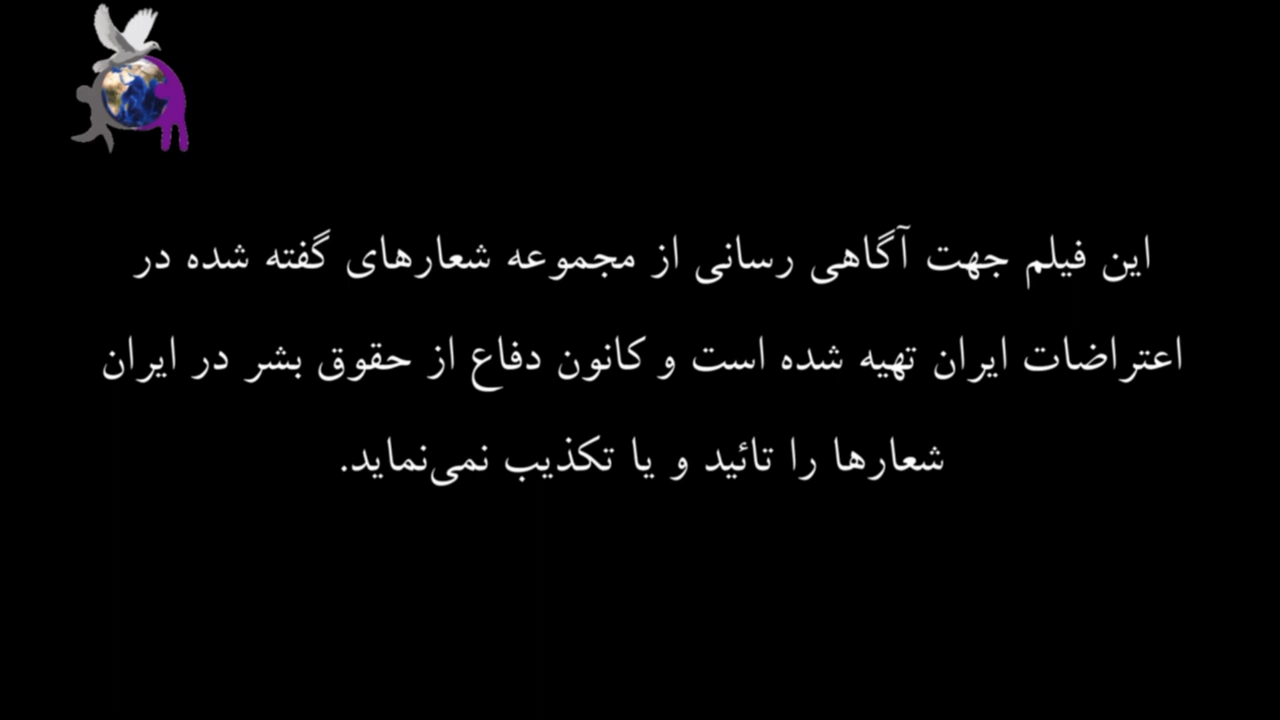 این فیلم جهت آگاهی رسانی از مجموعه شعارهای گفته شده در
اعتراضات ایران تهیه شده است و کانون دفاع از حقوق بشر در ایران
شعارها را تائید و یا تکذیب نمی‌نماید.